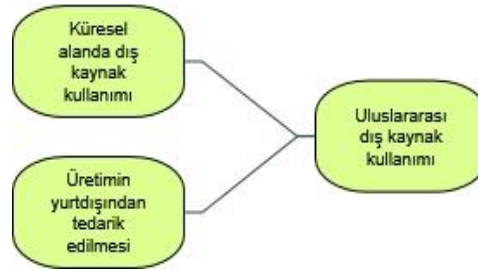 Küresel
alanda dış
kaynak
kullanımı
Üretimin
yurtdışından
tedarik
edilmesi
Uluslararası
dış kaynak
kullanımı